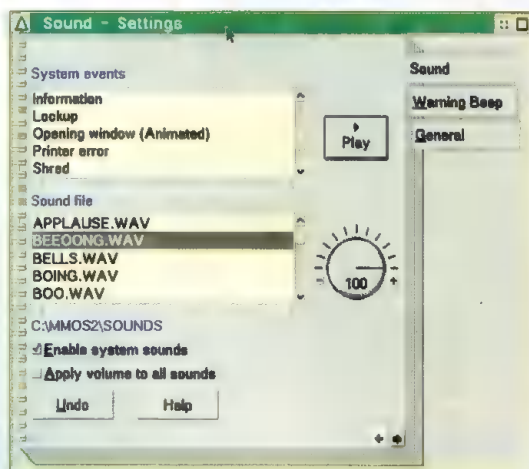 Sound - Settings
System events
Information
Lockup
Opening window (Animated)
Printer error
Shred
Play
Sound file
APPLAUSE.WAV
BEEOONG.WAV
BELLS.WAV
BOING.WAV
BOO.WAV
100
- +
C:\MMOS2\SOUNDS
Enable system sounds
Apply volume to all sounds
Undo
Help
Sound
Warning Beep
General